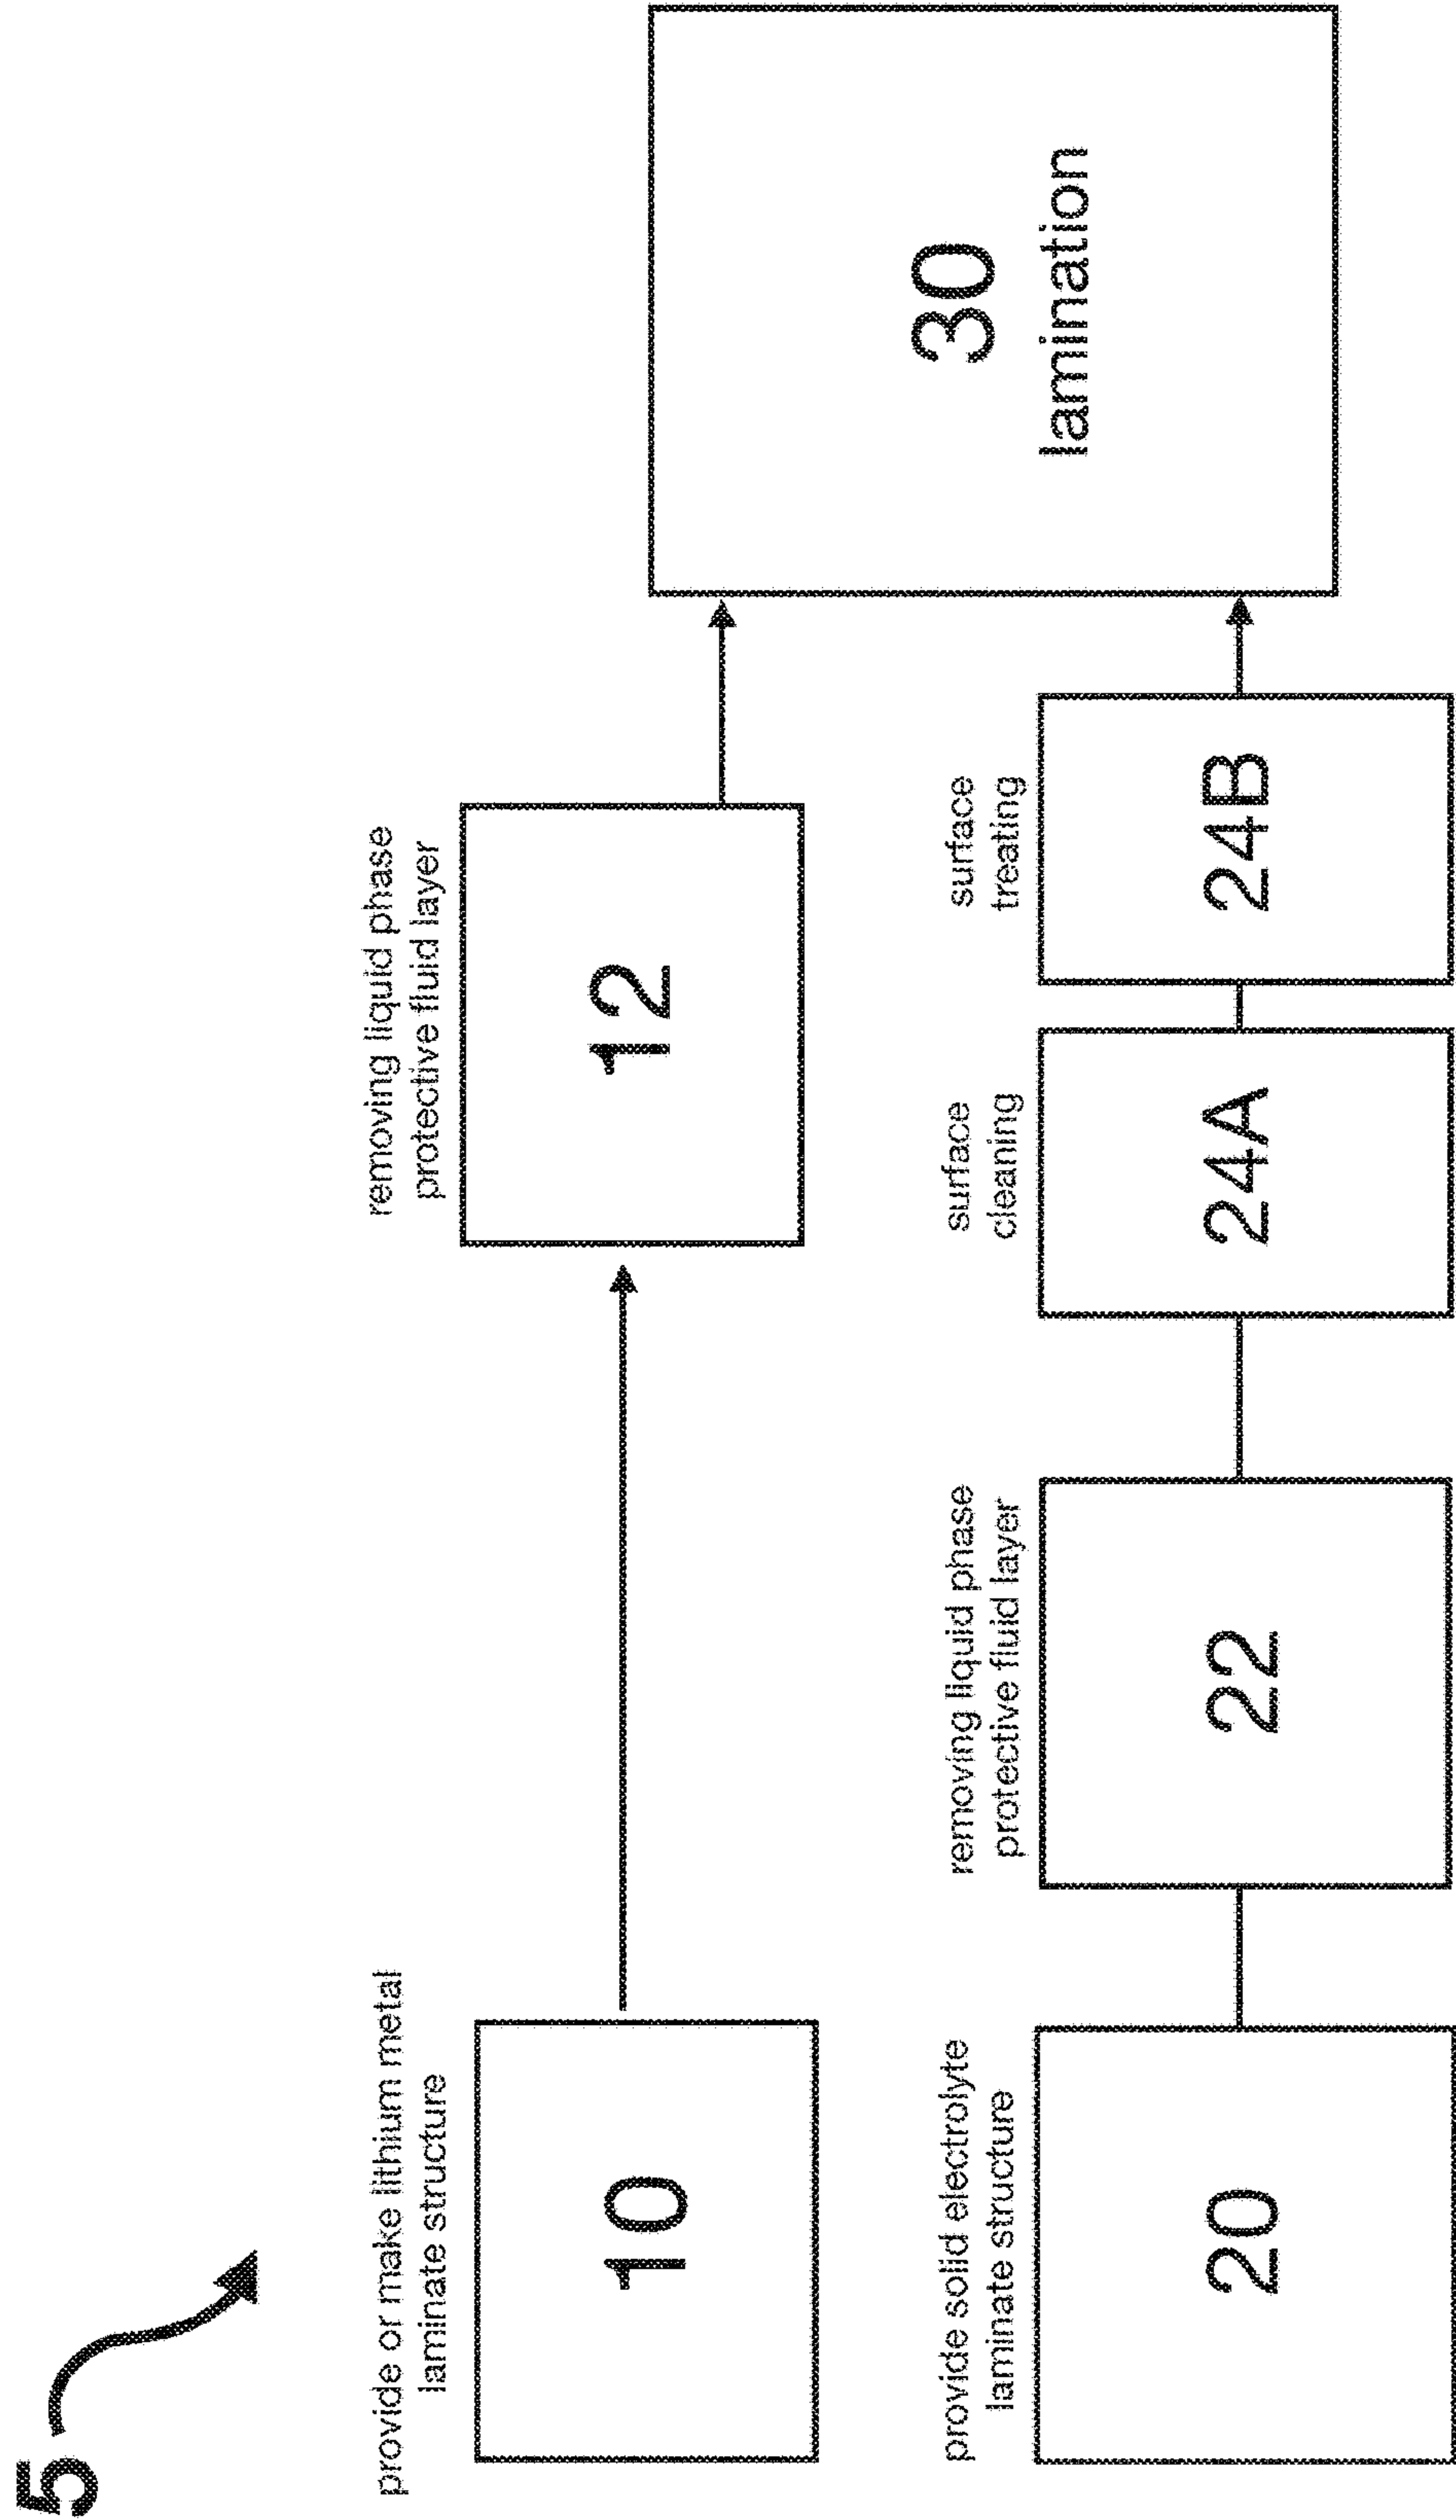 5
provide or make lithium metal
laminate structure
10
removing liquid phase
protective fluid layer
12
provide solid electrolyte
laminate structure
20
removing liquid phase
protective fluid layer
22
surface
cleaning
24A
surface
treating
24B
30
lamination